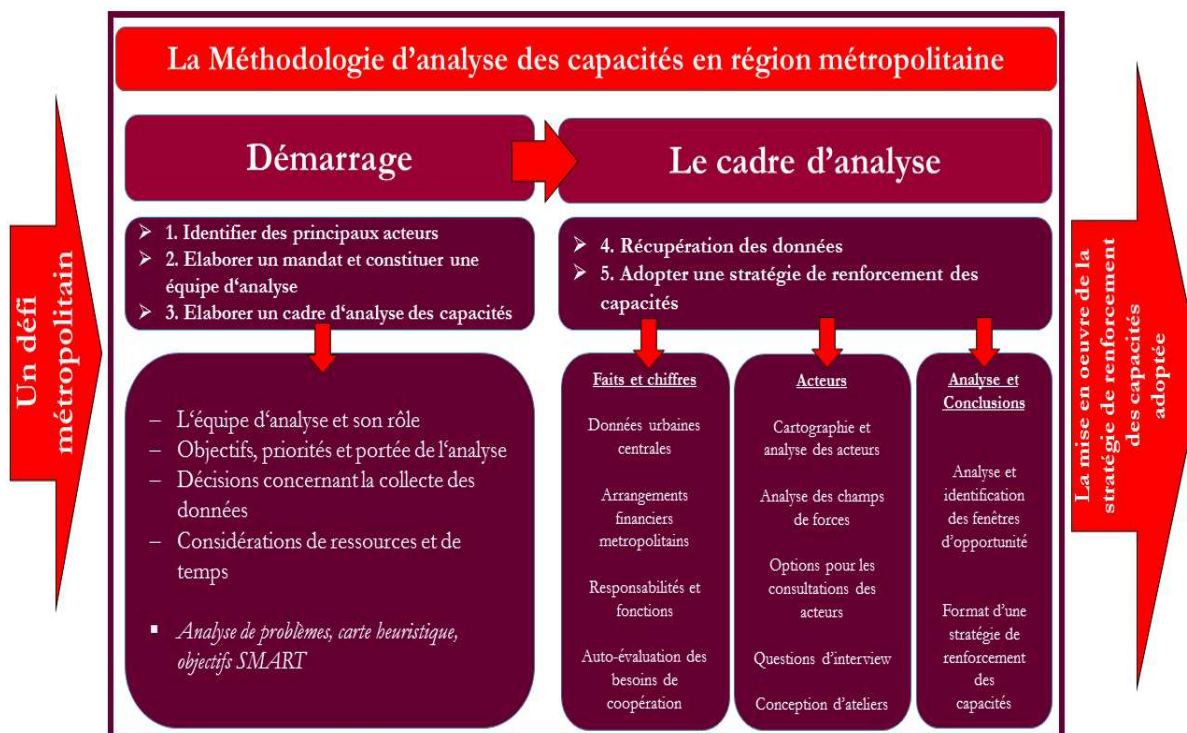 La Méthodologie d'analyse des capacités en région métropolitaine
Un défi
métropolitain
Démarrage
➢ 1. Identifier des principaux acteurs
➢ 2. Elaborer un mandat et constituer une
équipe d'analyse
➢ 3. Elaborer un cadre d'analyse des capacités
– L'équipe d'analyse et son rôle
– Objectifs, priorités et portée de l'analyse
– Décisions concernant la collecte des
données
– Considérations de ressources et de
temps
▪ Analyse de problèmes, carte heuristique,
objectifs SMART
Le cadre d'analyse
➢ 4. Récupération des données
➢ 5. Adopter une stratégie de renforcement des
capacités
Faits et chiffres
Données urbaines
centrales
Arrangements
financiers
metropolitains
Responsabilités et
fonctions
Auto-évaluation des
besoins de
coopération
Acteurs
Cartographie et
analyse des acteurs
Analyse des champs
de forces
Options pour les
consultations des
acteurs
Questions d'interview
Conception d'ateliers
Analyse et
Conclusions
Analyse et
identification
des fenêtres
d'opportunité
Format d'une
stratégie de
renforcement
des
capacités
La mise en oeuvre de la
stratégie de renforcement
des capacités
adoptée